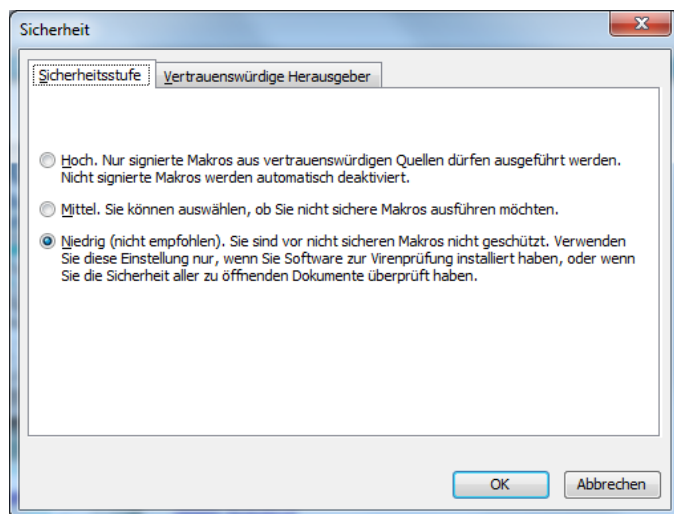 Sicherheit
Sicherheitsstufe
Vertrauenswürdige Herausgeber
Hoch. Nur signierte Makros aus vertrauenswürdigen Quellen dürfen ausgeführt werden.
Nicht signierte Makros werden automatisch deaktiviert.
Mittel. Sie können auswählen, ob Sie nicht sichere Makros ausführen möchten.
Niedrig (nicht empfohlen). Sie sind vor nicht sicheren Makros nicht geschützt. Verwenden
Sie diese Einstellung nur, wenn Sie Software zur Virenprüfung installiert haben, oder wenn
Sie die Sicherheit aller zu öffnenden Dokumente überprüft haben.
OK
Abbrechen